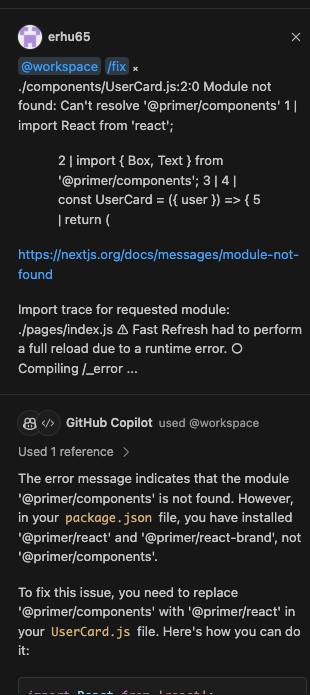 erhu65
@workspace /fix
./components/UserCard.js:2:0 Module not
found: Can't resolve '@primer/components' 1 |
import React from 'react';
2 | import { Box, Text } from
'@primer/components'; 3 | 4 |
const UserCard = ({ user }) => { 5
| return (
https://nextjs.org/docs/messages/module-not-
found
Import trace for requested module:
./pages/index.js ⚠ Fast Refresh had to perform
a full reload due to a runtime error. ○
Compiling /_error ...
GitHub Copilot used @workspace
Used 1 reference >
The error message indicates that the module
'@primer/components' is not found. However,
in your package.json file, you have installed
'@primer/react' and '@primer/react-brand', not
'@primer/components'.
To fix this issue, you need to replace
'@primer/components' with '@primer/react' in
your UserCard.js file. Here's how you can do
it:
import React from 'react';